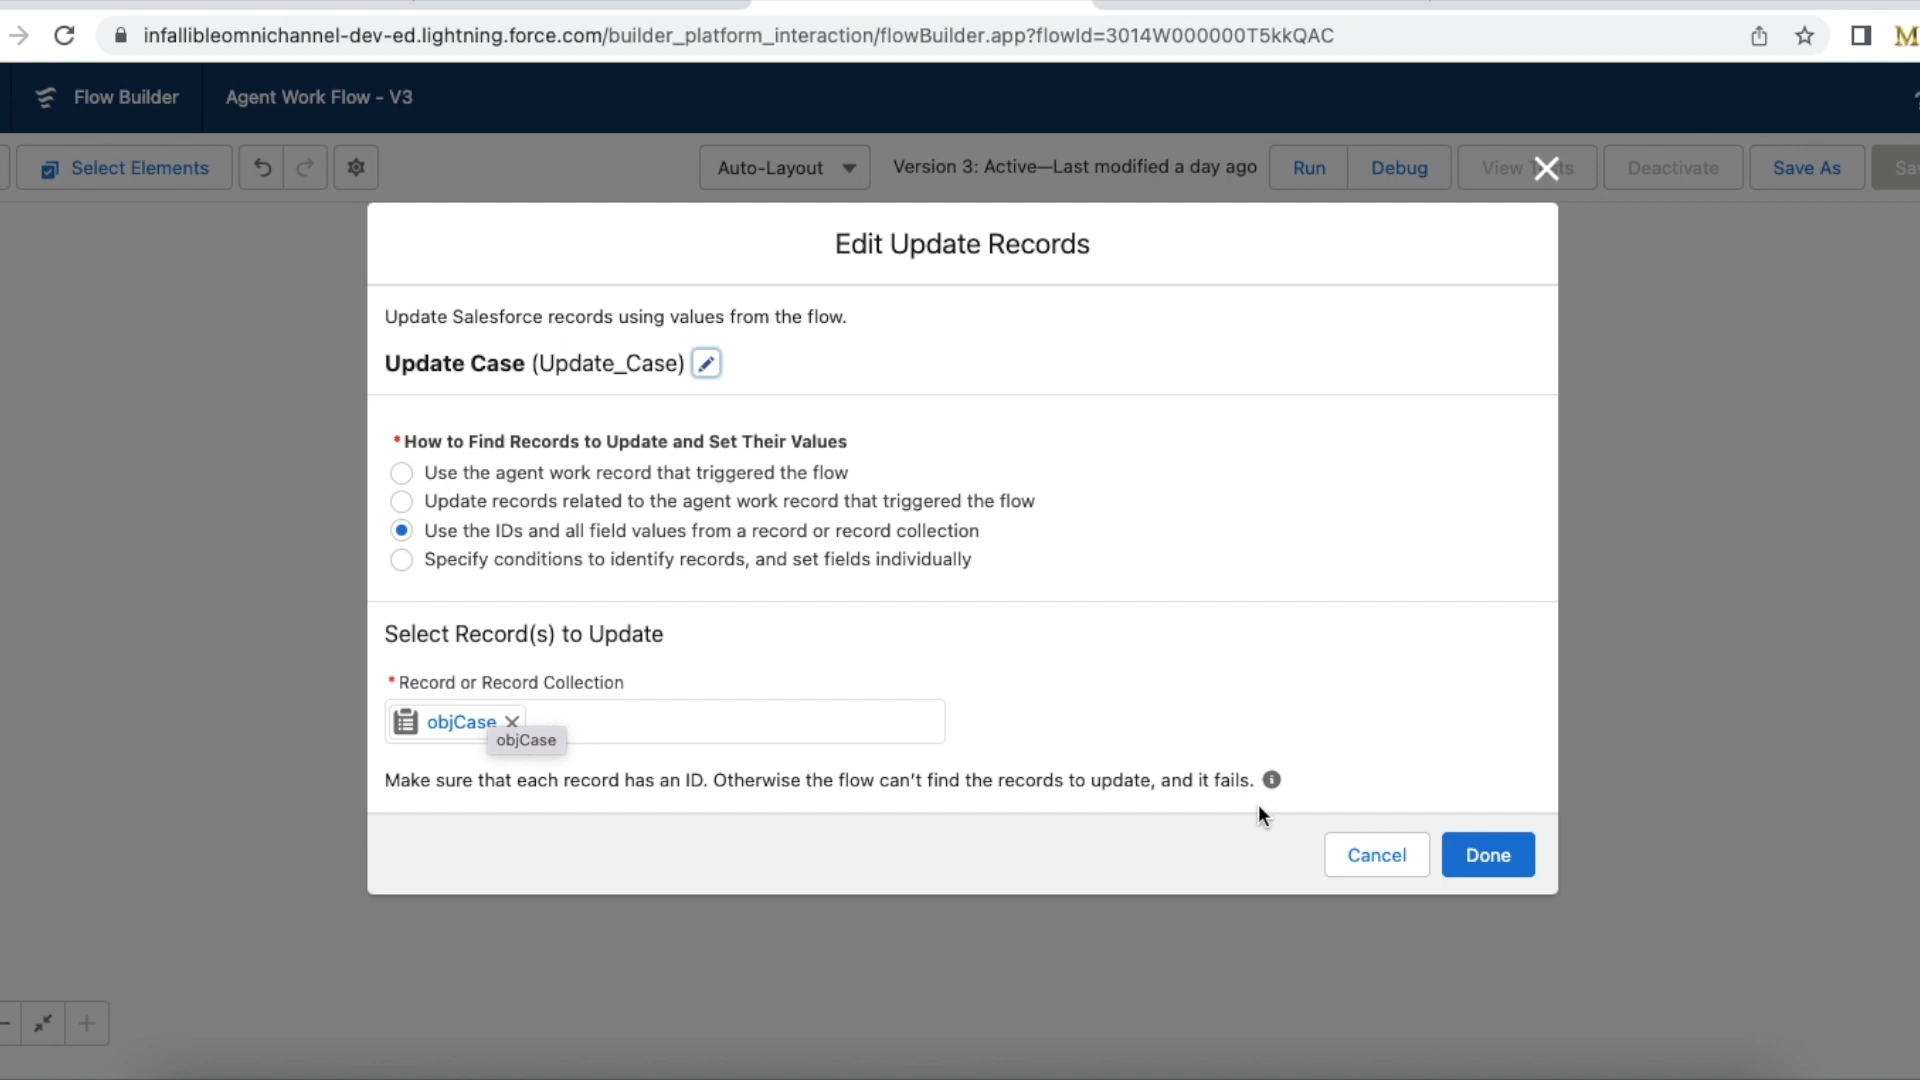 infallibleomnichannel-dev-ed.lightning.force.com/builder_platform_interaction/flowBuilder.app?flowId=3014W000000T5kkQAC
M
Flow Builder
Agent Work Flow - V3
Select Elements
Auto-Layout
Version 3: Active—Last modified a day ago
Run
Debug
View Tests
Deactivate
Save As
Edit Update Records
Update Salesforce records using values from the flow.
Update Case (Update_Case)
*How to Find Records to Update and Set Their Values
Use the agent work record that triggered the flow
Update records related to the agent work record that triggered the flow
Use the IDs and all field values from a record or record collection
Specify conditions to identify records, and set fields individually
Select Record(s) to Update
*Record or Record Collection
objCase
objCase
Make sure that each record has an ID. Otherwise the flow can't find the records to update, and it fails.
Cancel
Done